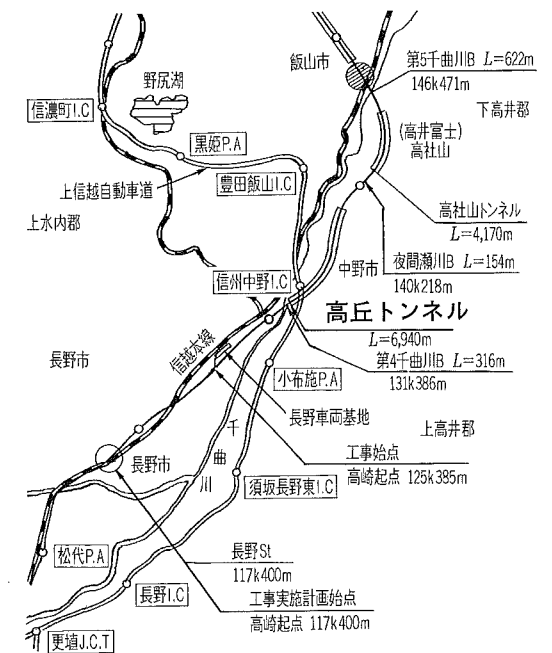 飯山市
第5千曲川B L=622m
146k471m
野尻湖
信濃町I.C
下高井郡
(高井富士)
高社山
黒姫P.A
豊田飯山I.C
上信越自動車道
高社山トンネル
L=4,170m
上水内郡
中野市
夜間瀬川B L=154m
140k218m
信州中野I.C
高丘トンネル
L=6,940m
信越本線
第4千曲川B L=316m
131k386m
長野市
小布施P.A
長野車両基地
上高井郡
千曲川
工事始点
高崎起点 125k385m
長野市
須坂長野東I.C
松代P.A
長野St
117k400m
長野I.C
工事実施計画始点
高崎起点 117k400m
更埴J.C.T